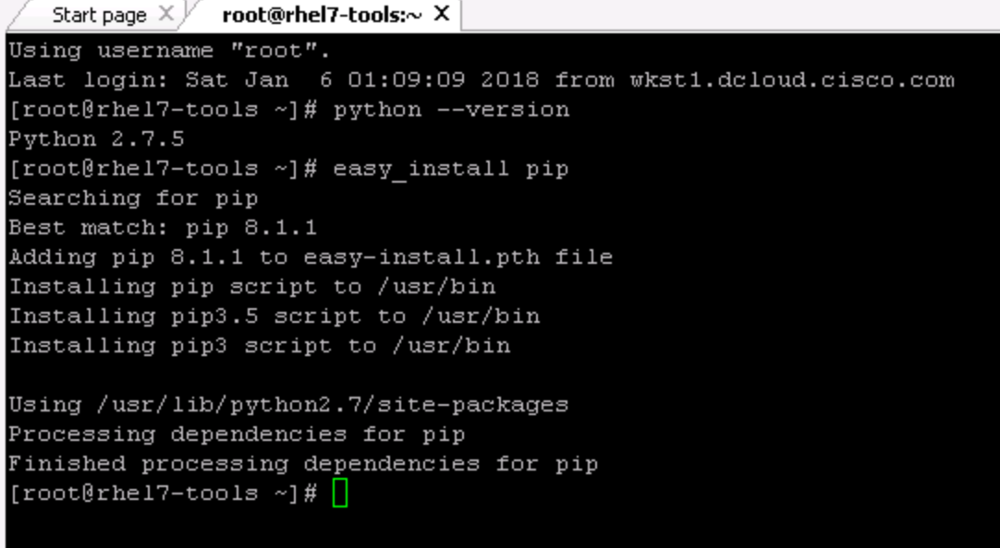 Start page X
root@rhel7-tools:~ X
Using username "root".
Last login: Sat Jan  6 01:09:09 2018 from wkst1.dcloud.cisco.com
[root@rhel7-tools ~]# python --version
Python 2.7.5
[root@rhel7-tools ~]# easy_install pip
Searching for pip
Best match: pip 8.1.1
Adding pip 8.1.1 to easy-install.pth file
Installing pip script to /usr/bin
Installing pip3.5 script to /usr/bin
Installing pip3 script to /usr/bin

Using /usr/lib/python2.7/site-packages
Processing dependencies for pip
Finished processing dependencies for pip
[root@rhel7-tools ~]#